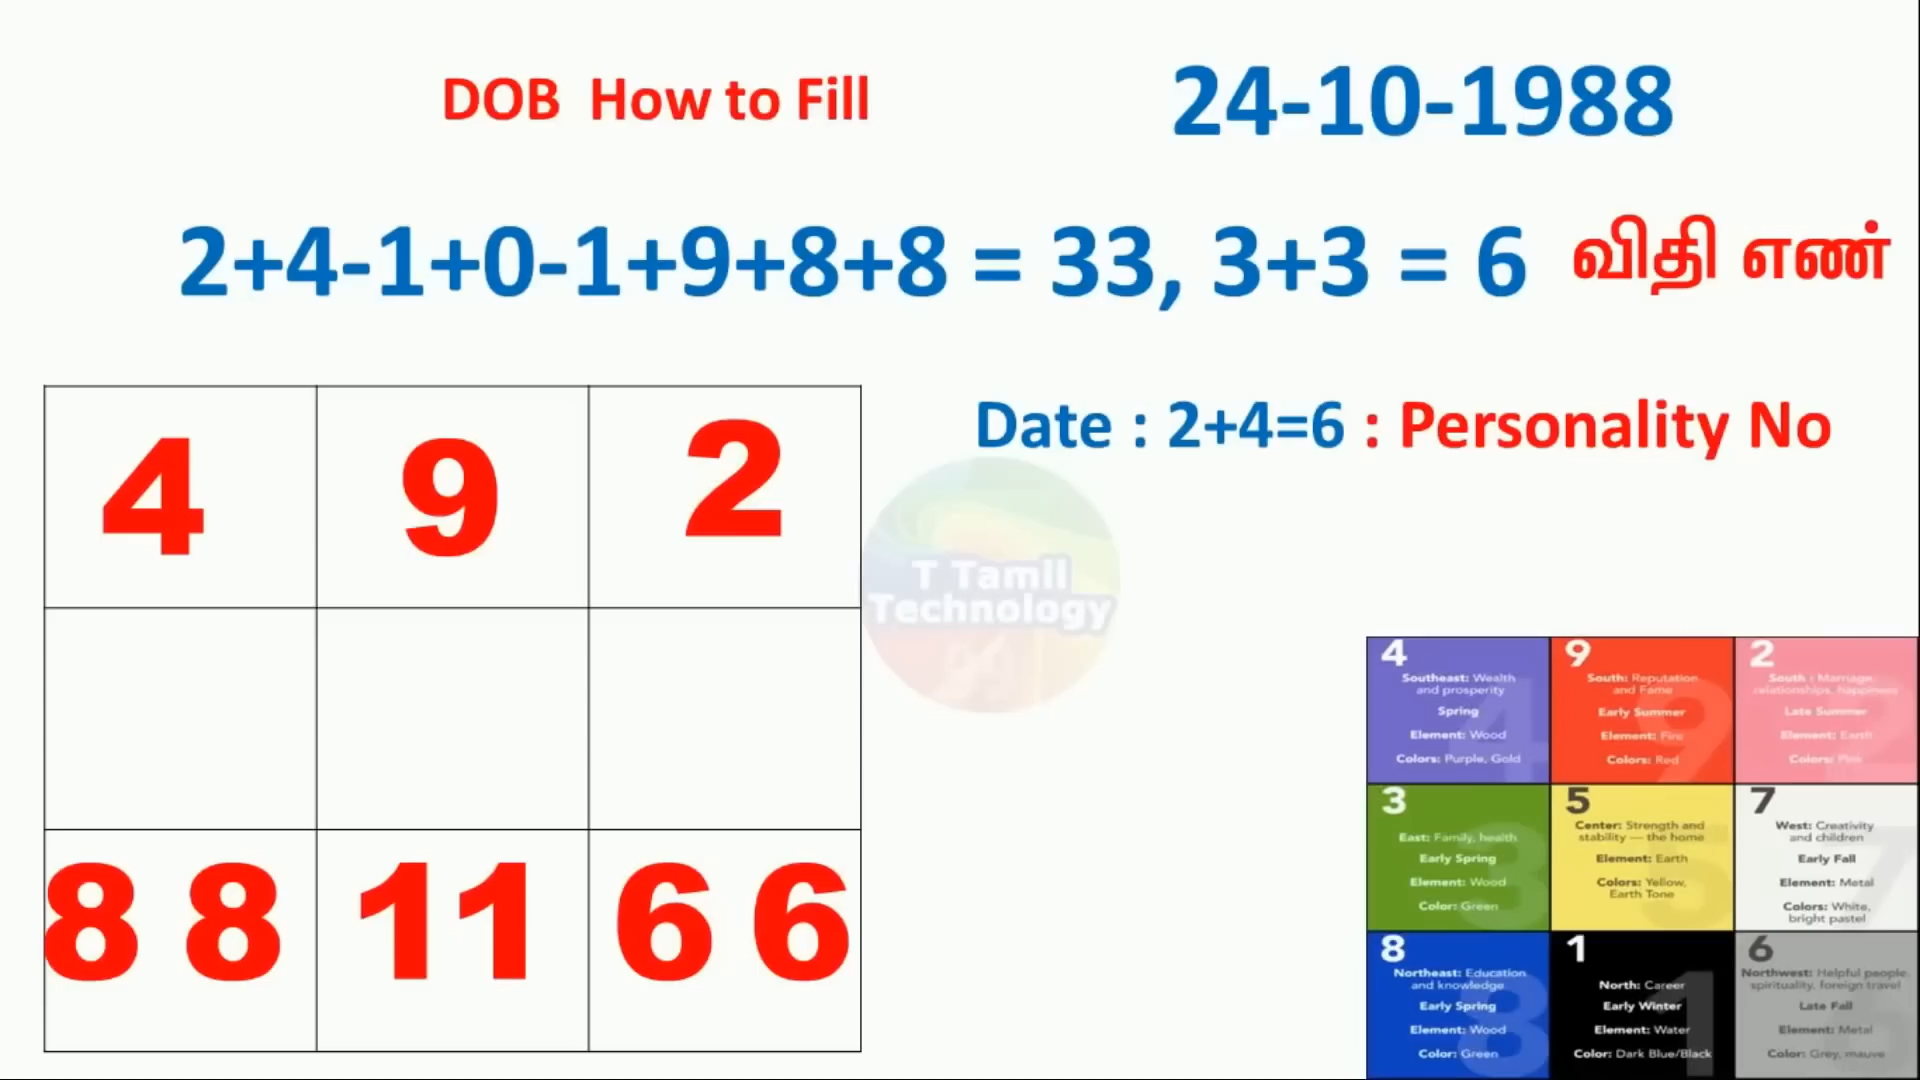 DOB How to Fill
24-10-1988
2+4-1+0-1+9+8+8 = 33, 3+3 = 6 விதி எண்
Date : 2+4=6 : Personality No
4 9 2
8 8 11 6 6
T Tamil
Technology
4
Southeast: Wealth
and prosperity
Spring
Element: Wood
Colors: Purple, Gold
9
South: Reputation
and Fame
Early Summer
Element: Fire
Colors: Red
2
South : Marriage,
relationships, happiness
Late Summer
Element: Earth
Colors: Pink
3
East: Family, health
Early Spring
Element: Wood
Color: Green
5
Center: Strength and
stability — the home
Element: Earth
Colors: Yellow,
Earth Tone
7
West: Creativity
and children
Early Fall
Element: Metal
Colors: White,
bright pastel
8
Northeast: Education
and knowledge
Early Spring
Element: Wood
Color: Green
1
North: Career
Early Winter
Element: Water
Color: Dark Blue/Black
6
Northwest: Helpful people,
spirituality, foreign travel
Late Fall
Element: Metal
Color: Grey, mauve